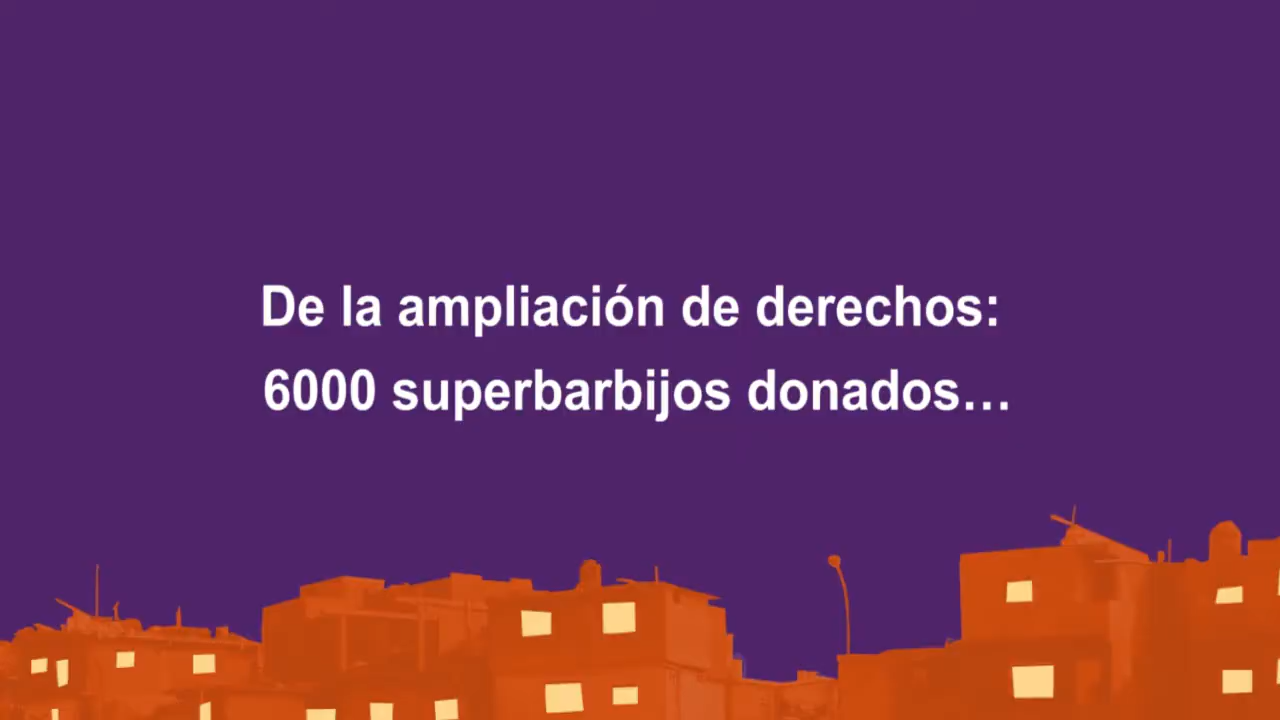 De la ampliación de derechos:
6000 superbarbijos donados…